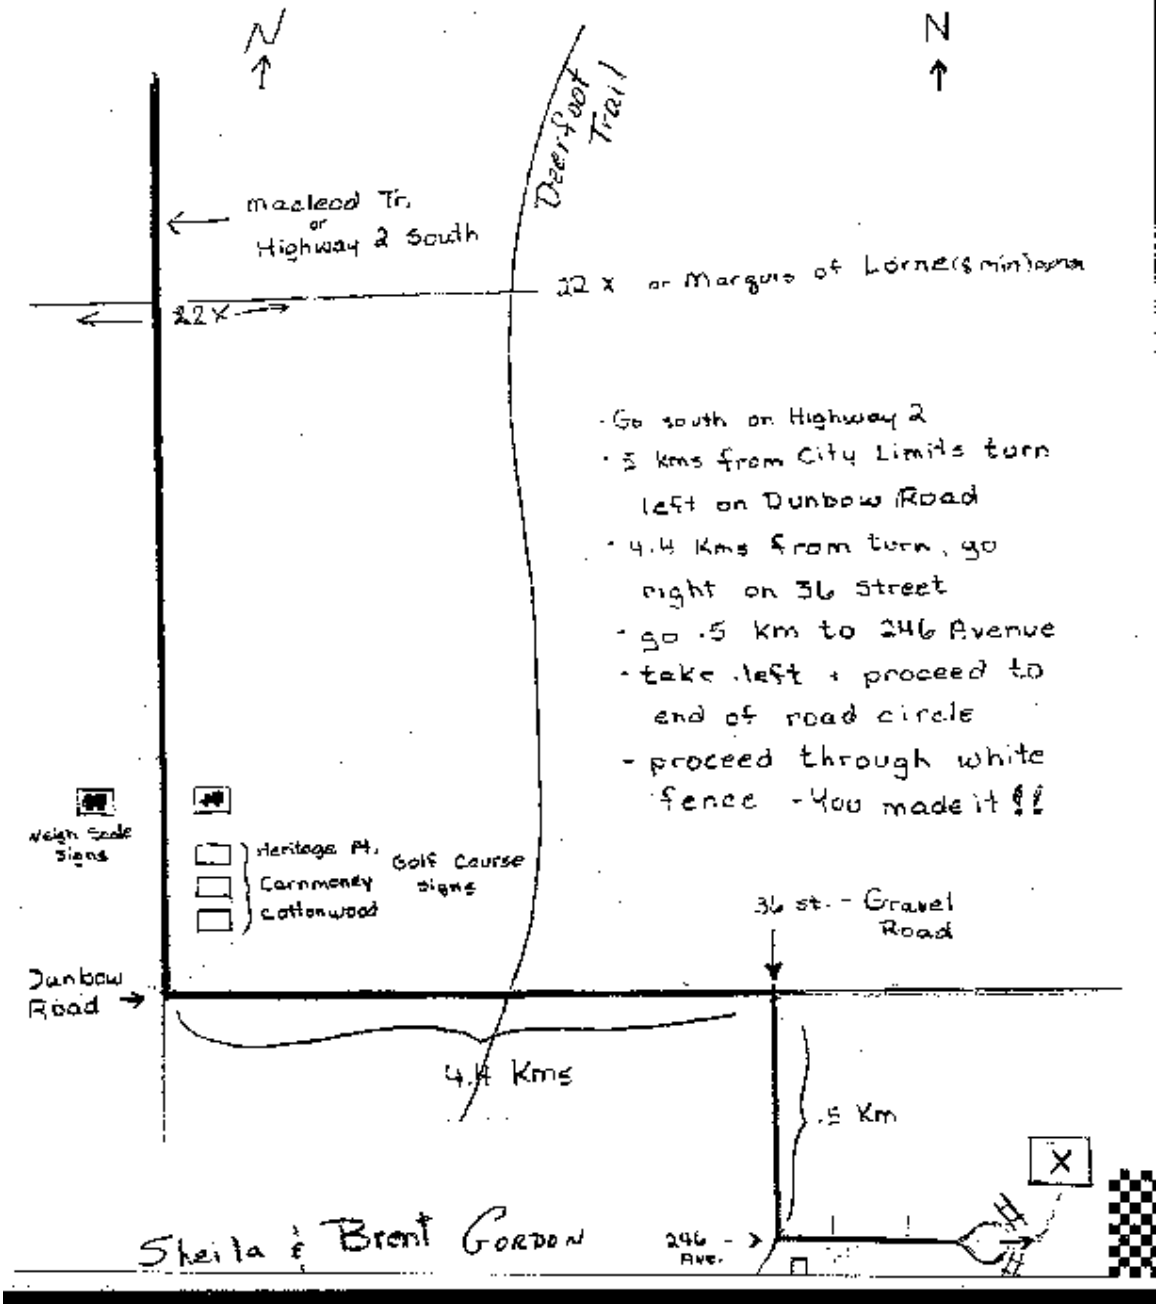 N
N
Deerfoot
Trail
macleod Tr.
or
Highway 2 South
22 X or Marquis of Lorne
22X
· Go south on Highway 2
· 5 kms from City Limits turn
left on Dunbow Road
· 4.4 Kms from turn, go
right on 36 Street
- go .5 km to 246 Avenue
- take left + proceed to
end of road circle
- proceed through white
fence - You made it !!
Weigh Scale
Signs
Heritage Pt.
Carnmoney
Cottonwood
Golf Course
signs
36 st. - Gravel
Road
Dunbow
Road
4.4 Kms
.5 Km
X
Sheila & Brent GORDON
246
Ave.